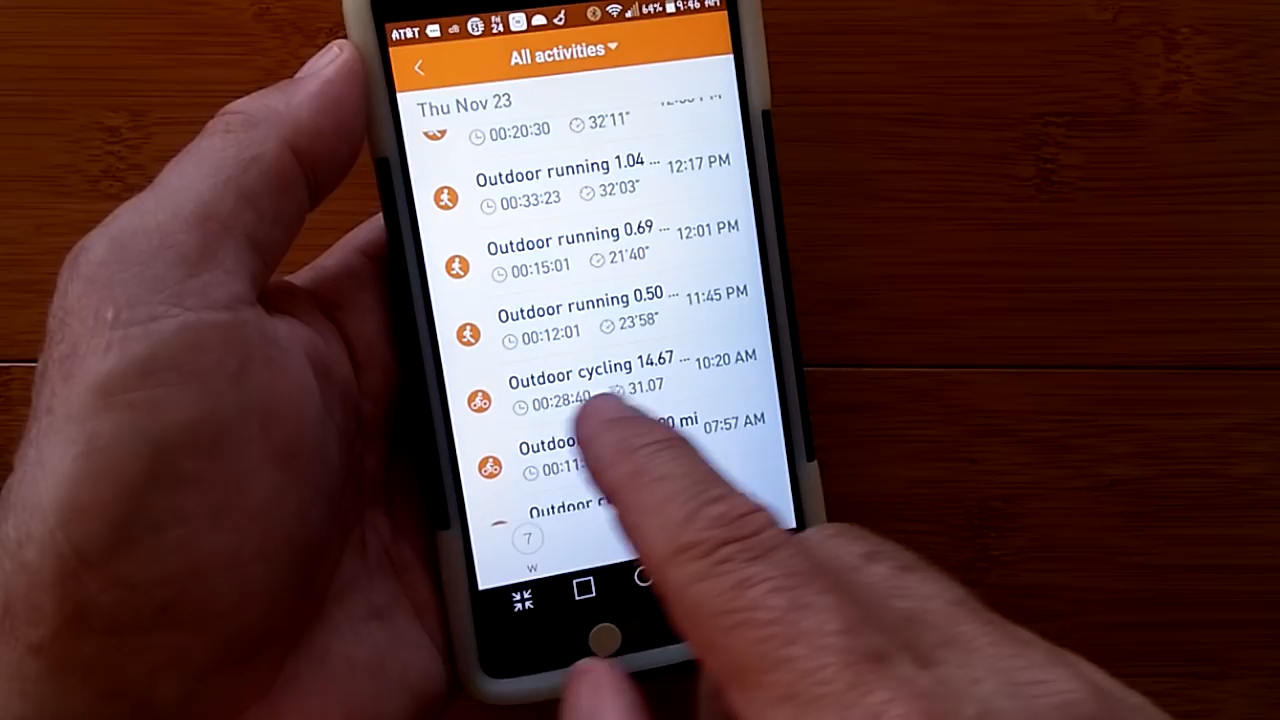 AT&T Fri 24 64% 9:46 AM
All activities
Thu Nov 23
00:20:30 32'11"
Outdoor running 1.04 ... 12:17 PM
00:33:23 32'03"
Outdoor running 0.69 ... 12:01 PM
00:15:01 21'40"
Outdoor running 0.50 ... 11:45 PM
00:12:01 23'58"
Outdoor cycling 14.67 ... 10:20 AM
00:28:40 31.07
mi 07:57 AM
00:11:
7
W